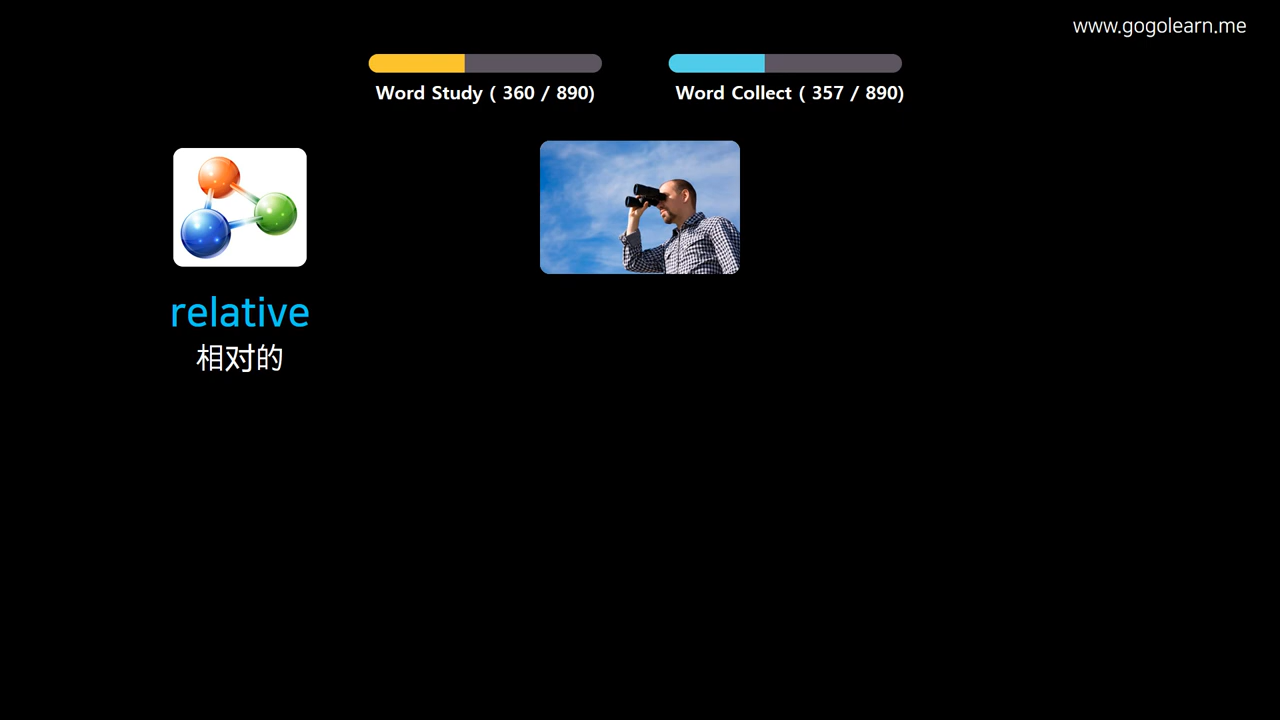 www.gogolearn.me
Word Study ( 360 / 890)
Word Collect ( 357 / 890)
relative
相对的